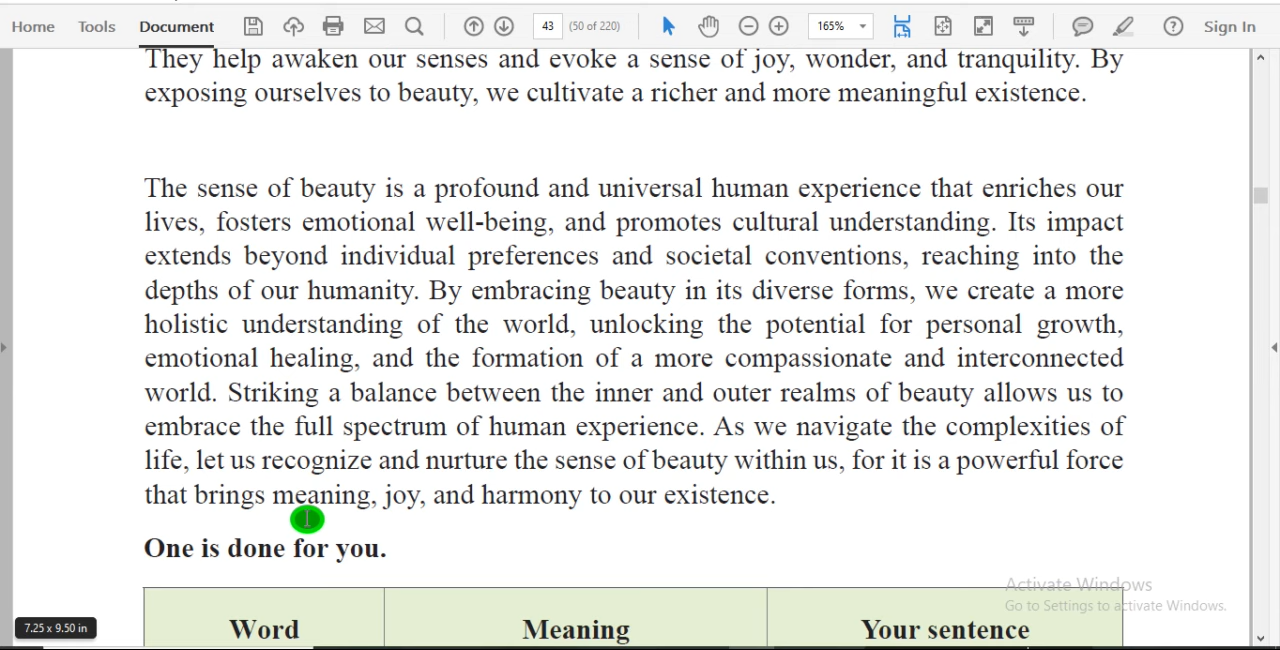 Home Tools Document 43 (50 of 220) 165% Sign In
They help awaken our senses and evoke a sense of joy, wonder, and tranquility. By
exposing ourselves to beauty, we cultivate a richer and more meaningful existence.
The sense of beauty is a profound and universal human experience that enriches our
lives, fosters emotional well-being, and promotes cultural understanding. Its impact
extends beyond individual preferences and societal conventions, reaching into the
depths of our humanity. By embracing beauty in its diverse forms, we create a more
holistic understanding of the world, unlocking the potential for personal growth,
emotional healing, and the formation of a more compassionate and interconnected
world. Striking a balance between the inner and outer realms of beauty allows us to
embrace the full spectrum of human experience. As we navigate the complexities of
life, let us recognize and nurture the sense of beauty within us, for it is a powerful force
that brings meaning, joy, and harmony to our existence.
One is done for you.
Activate Windows
Go to Settings to activate Windows.
7.25 x 9.50 in
Word Meaning Your sentence